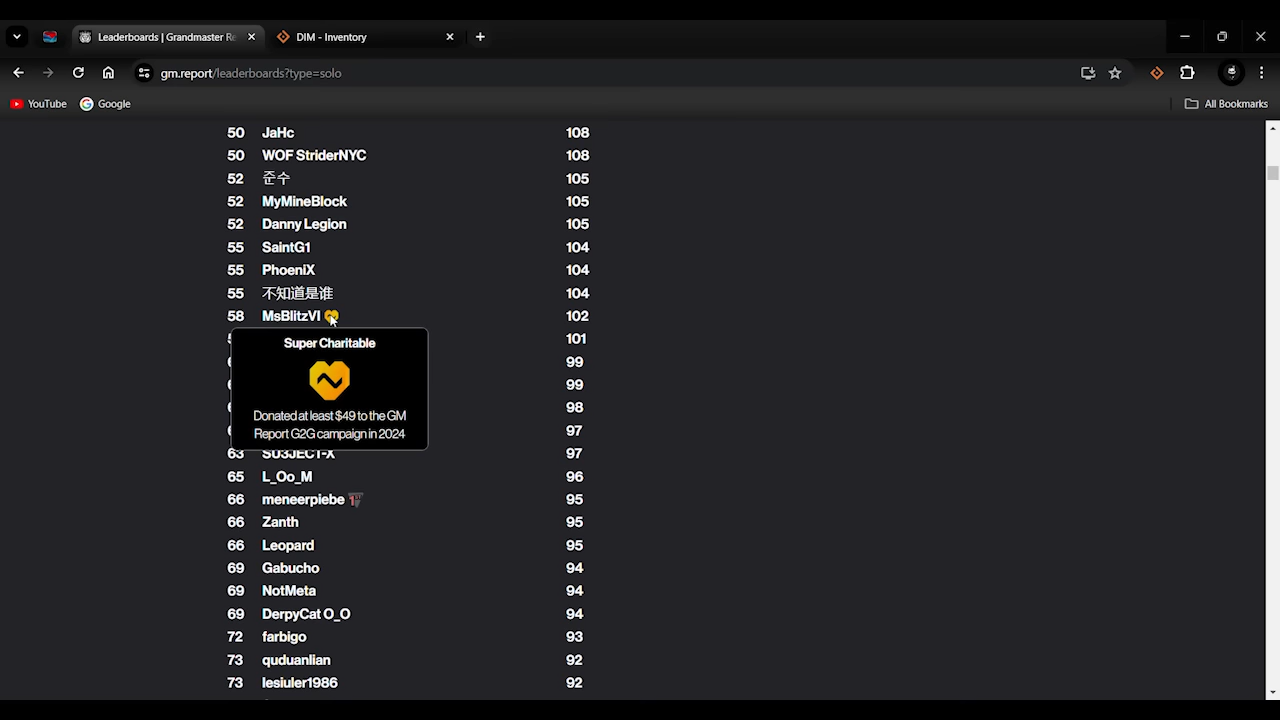 Leaderboards | Grandmaster Re
DIM - Inventory
gm.report/leaderboards?type=solo
YouTube
Google
All Bookmarks
50 JaHc 108
50 WOF StriderNYC 108
52 준수 105
52 MyMineBlock 105
52 Danny Legion 105
55 SaintG1 104
55 PhoeniX 104
55 不知道是谁 104
58 MsBlitzVI 102
101
99
99
98
97
Super Charitable
Donated at least $49 to the GM
Report G2G campaign in 2024
63 SU3JECT-X 97
65 L_Oo_M 96
66 meneerpiebe 95
66 Zanth 95
66 Leopard 95
69 Gabucho 94
69 NotMeta 94
69 DerpyCat O_O 94
72 farbigo 93
73 quduanlian 92
73 lesiuler1986 92